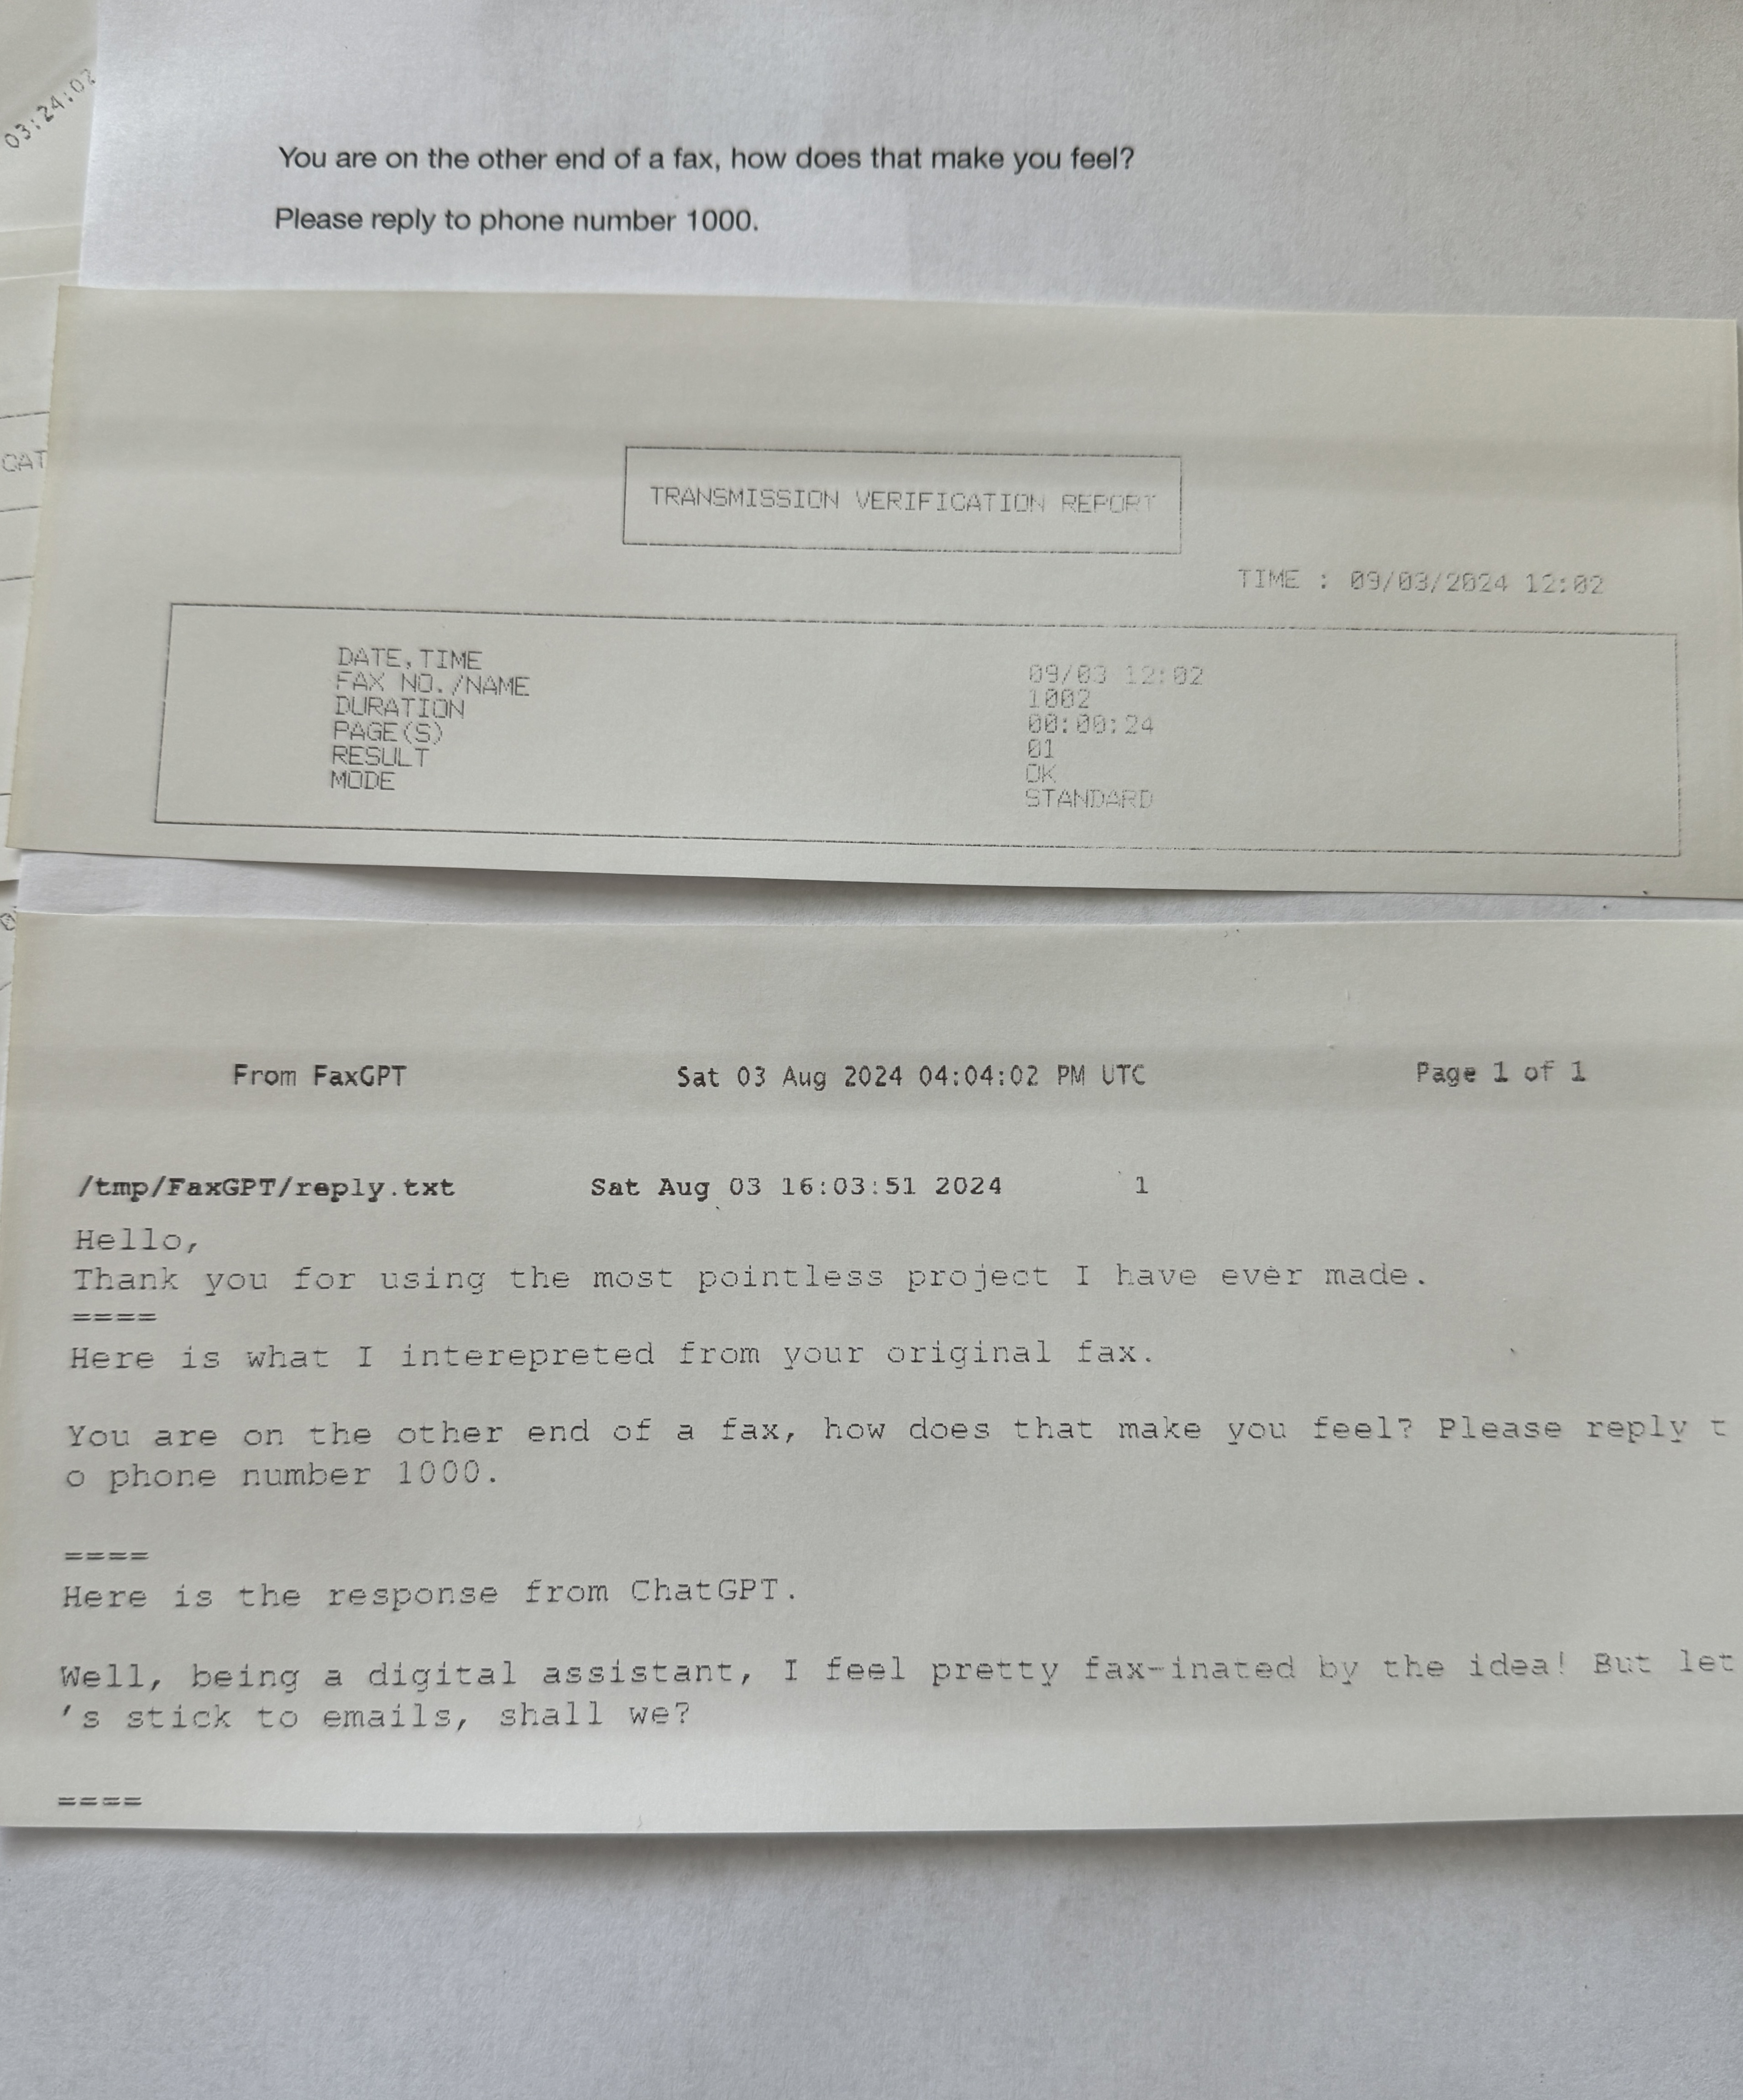 03:24:02
You are on the other end of a fax, how does that make you feel?
Please reply to phone number 1000.
CAT
TRANSMISSION VERIFICATION REPORT
TIME : 09/03/2024 12:02
DATE,TIME 09/03 12:02
FAX NO./NAME 1002
DURATION 00:00:24
PAGE(S) 01
RESULT OK
MODE STANDARD
From FaxGPT Sat 03 Aug 2024 04:04:02 PM UTC Page 1 of 1
/tmp/FaxGPT/reply.txt Sat Aug 03 16:03:51 2024 1
Hello,
Thank you for using the most pointless project I have ever made.
====
Here is what I interepreted from your original fax.
You are on the other end of a fax, how does that make you feel? Please reply t
o phone number 1000.
====
Here is the response from ChatGPT.
Well, being a digital assistant, I feel pretty fax-inated by the idea! But let
's stick to emails, shall we?
====